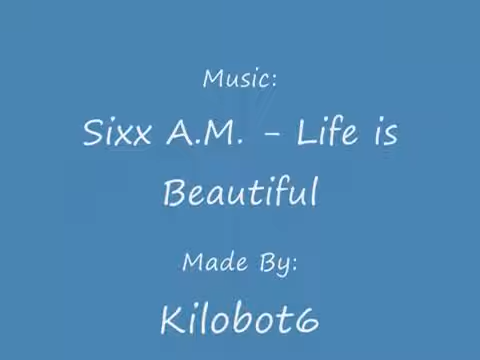 Music:
Sixx A.M. - Life is
Beautiful
Made By:
Kilobot6